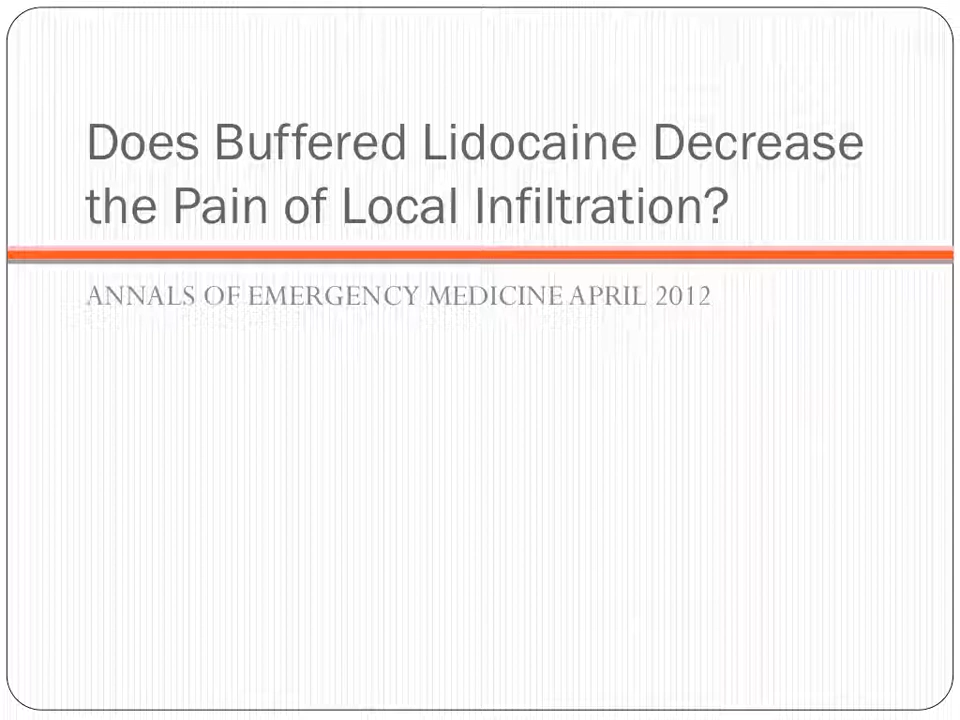 Does Buffered Lidocaine Decrease
the Pain of Local Infiltration?
ANNALS OF EMERGENCY MEDICINE APRIL 2012